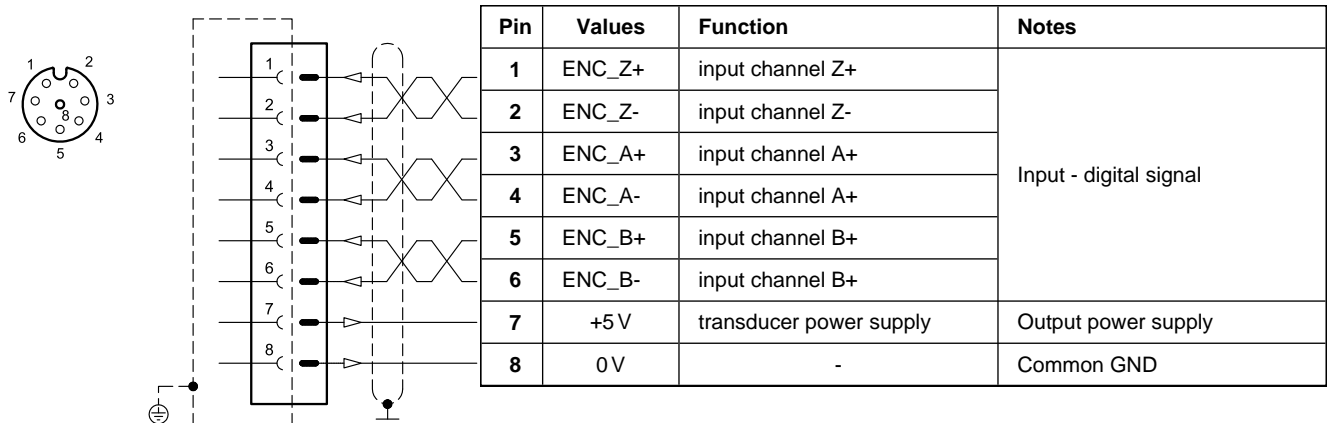 1 2
7 8 3
6 4
5
1
2
3
4
5
6
7
8
Pin Values Function Notes
1 ENC_Z+ input channel Z+
2 ENC_Z- input channel Z-
3 ENC_A+ input channel A+
Input - digital signal
4 ENC_A- input channel A+
5 ENC_B+ input channel B+
6 ENC_B- input channel B+
7 +5 V transducer power supply Output power supply
8 0 V - Common GND